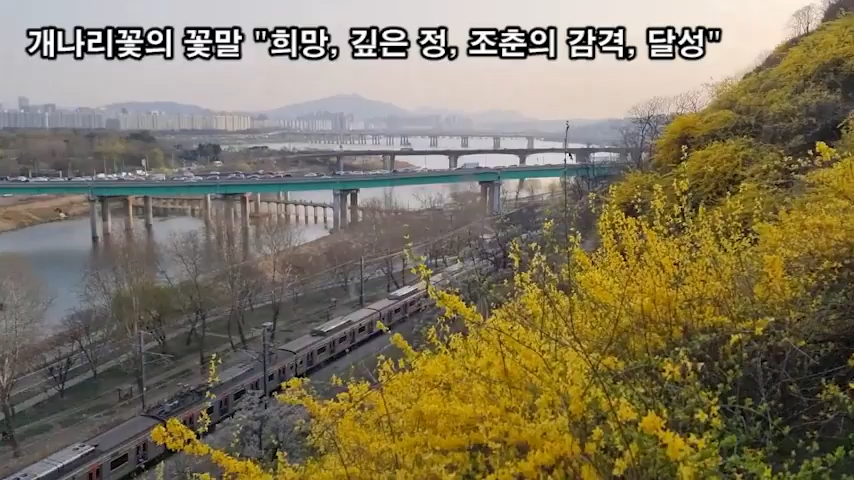 개나리꽃의 꽃말 "희망, 깊은 정, 조춘의 감격, 달성"